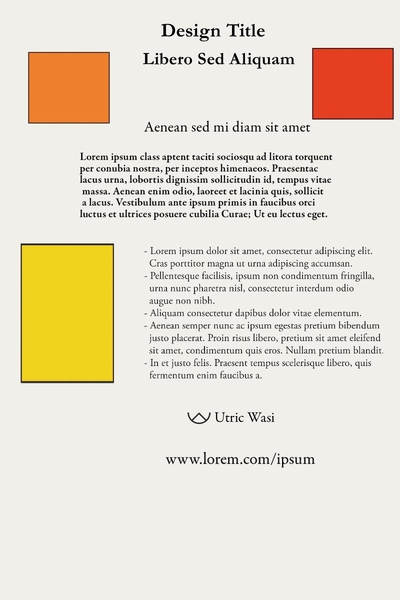 Design Title
Libero Sed Aliquam
Aenean sed mi diam sit amet
Lorem ipsum class aptent taciti sociosqu ad litora torquent
per conubia nostra, per inceptos himenaeos. Praesentac
lacus urna, lobortis dignissim sollicitudin id, tempus vitae
massa. Aenean enim odio, laoreet et lacinia quis, sollicit
a lacus. Vestibulum ante ipsum primis in faucibus orci
luctus et ultrices posuere cubilia Curae; Ut eu lectus eget.
- Lorem ipsum dolor sit amet, consectetur adipiscing elit.
Cras porttitor magna ut urna adipiscing accumsan.
- Pellentesque facilisis, ipsum non condimentum fringilla,
urna nunc pharetra nisl, consectetur interdum odio
augue non nibh.
- Aliquam consectetur dapibus dolor vitae elementum.
- Aenean semper nunc ac ipsum egestas pretium bibendum
justo placerat. Proin risus libero, pretium sit amet eleifend
sit amet, condimentum quis eros. Nullam pretium blandit.
- In et justo felis. Praesent tempus scelerisque libero, quis
fermentum enim faucibus a.
Utric Wasi
www.lorem.com/ipsum